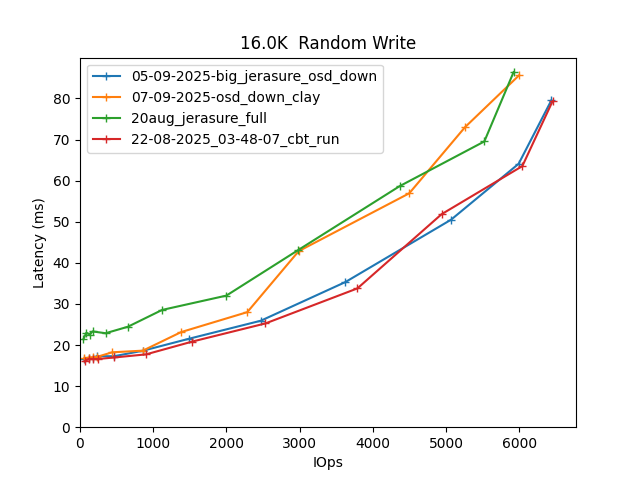 16.0K  Random Write
05-09-2025-big_jerasure_osd_down
07-09-2025-osd_down_clay
20aug_jerasure_full
22-08-2025_03-48-07_cbt_run
Latency (ms)
80
70
60
50
40
30
20
10
0
0 1000 2000 3000 4000 5000 6000
IOps